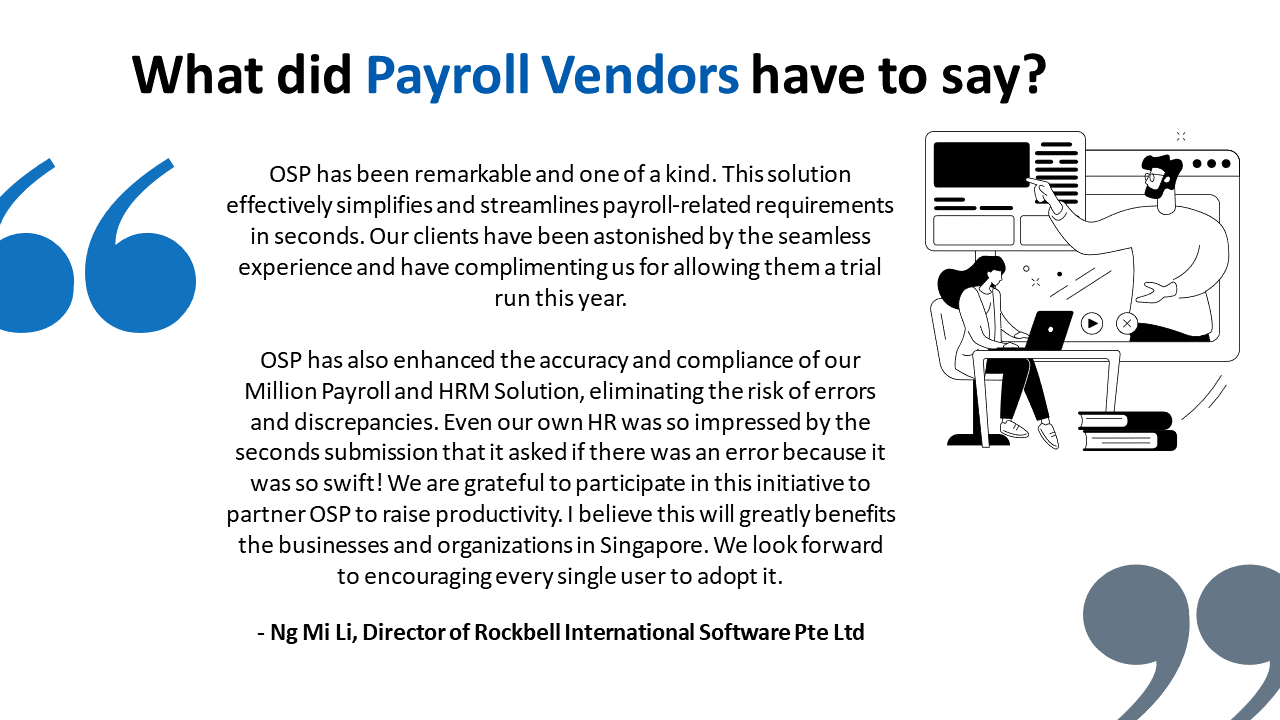 What did Payroll Vendors have to say?
OSP has been remarkable and one of a kind. This solution
effectively simplifies and streamlines payroll-related requirements
in seconds. Our clients have been astonished by the seamless
experience and have complimenting us for allowing them a trial
run this year.
OSP has also enhanced the accuracy and compliance of our
Million Payroll and HRM Solution, eliminating the risk of errors
and discrepancies. Even our own HR was so impressed by the
seconds submission that it asked if there was an error because it
was so swift! We are grateful to participate in this initiative to
partner OSP to raise productivity. I believe this will greatly benefits
the businesses and organizations in Singapore. We look forward
to encouraging every single user to adopt it.
- Ng Mi Li, Director of Rockbell International Software Pte Ltd